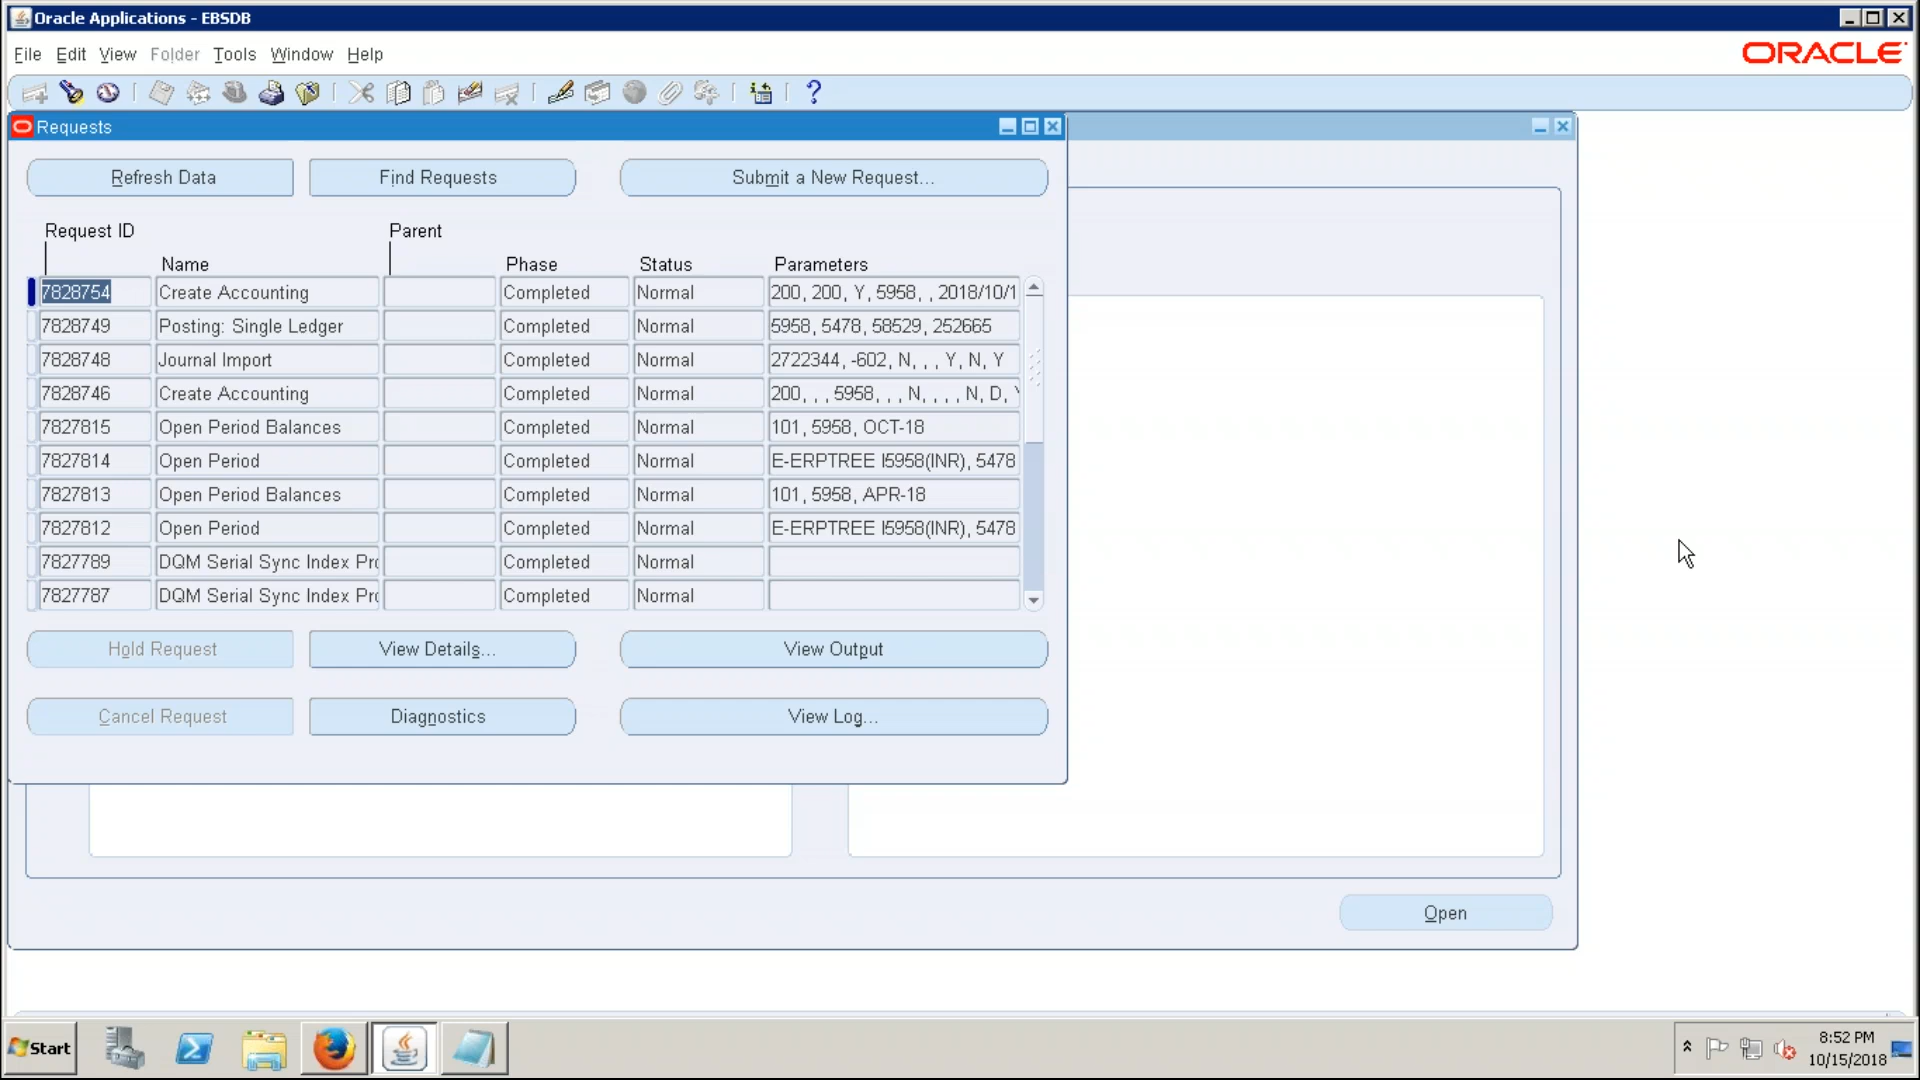 Oracle Applications - EBSDB
File Edit View Folder Tools Window Help
ORACLE
Requests
Refresh Data Find Requests Submit a New Request...
Request ID Parent
Name Phase Status Parameters
7828754 Create Accounting Completed Normal 200, 200, Y, 5958, , 2018/10/1
7828749 Posting: Single Ledger Completed Normal 5958, 5478, 58529, 252665
7828748 Journal Import Completed Normal 2722344, -602, N, , , Y, N, Y
7828746 Create Accounting Completed Normal 200, , , 5958, , , N, , , , N, D,
7827815 Open Period Balances Completed Normal 101, 5958, OCT-18
7827814 Open Period Completed Normal E-ERPTREE I5958(INR), 5478
7827813 Open Period Balances Completed Normal 101, 5958, APR-18
7827812 Open Period Completed Normal E-ERPTREE I5958(INR), 5478
7827789 DQM Serial Sync Index Pro Completed Normal
7827787 DQM Serial Sync Index Pro Completed Normal
Hold Request View Details... View Output
Cancel Request Diagnostics View Log...
Open
Start
8:52 PM
10/15/2018